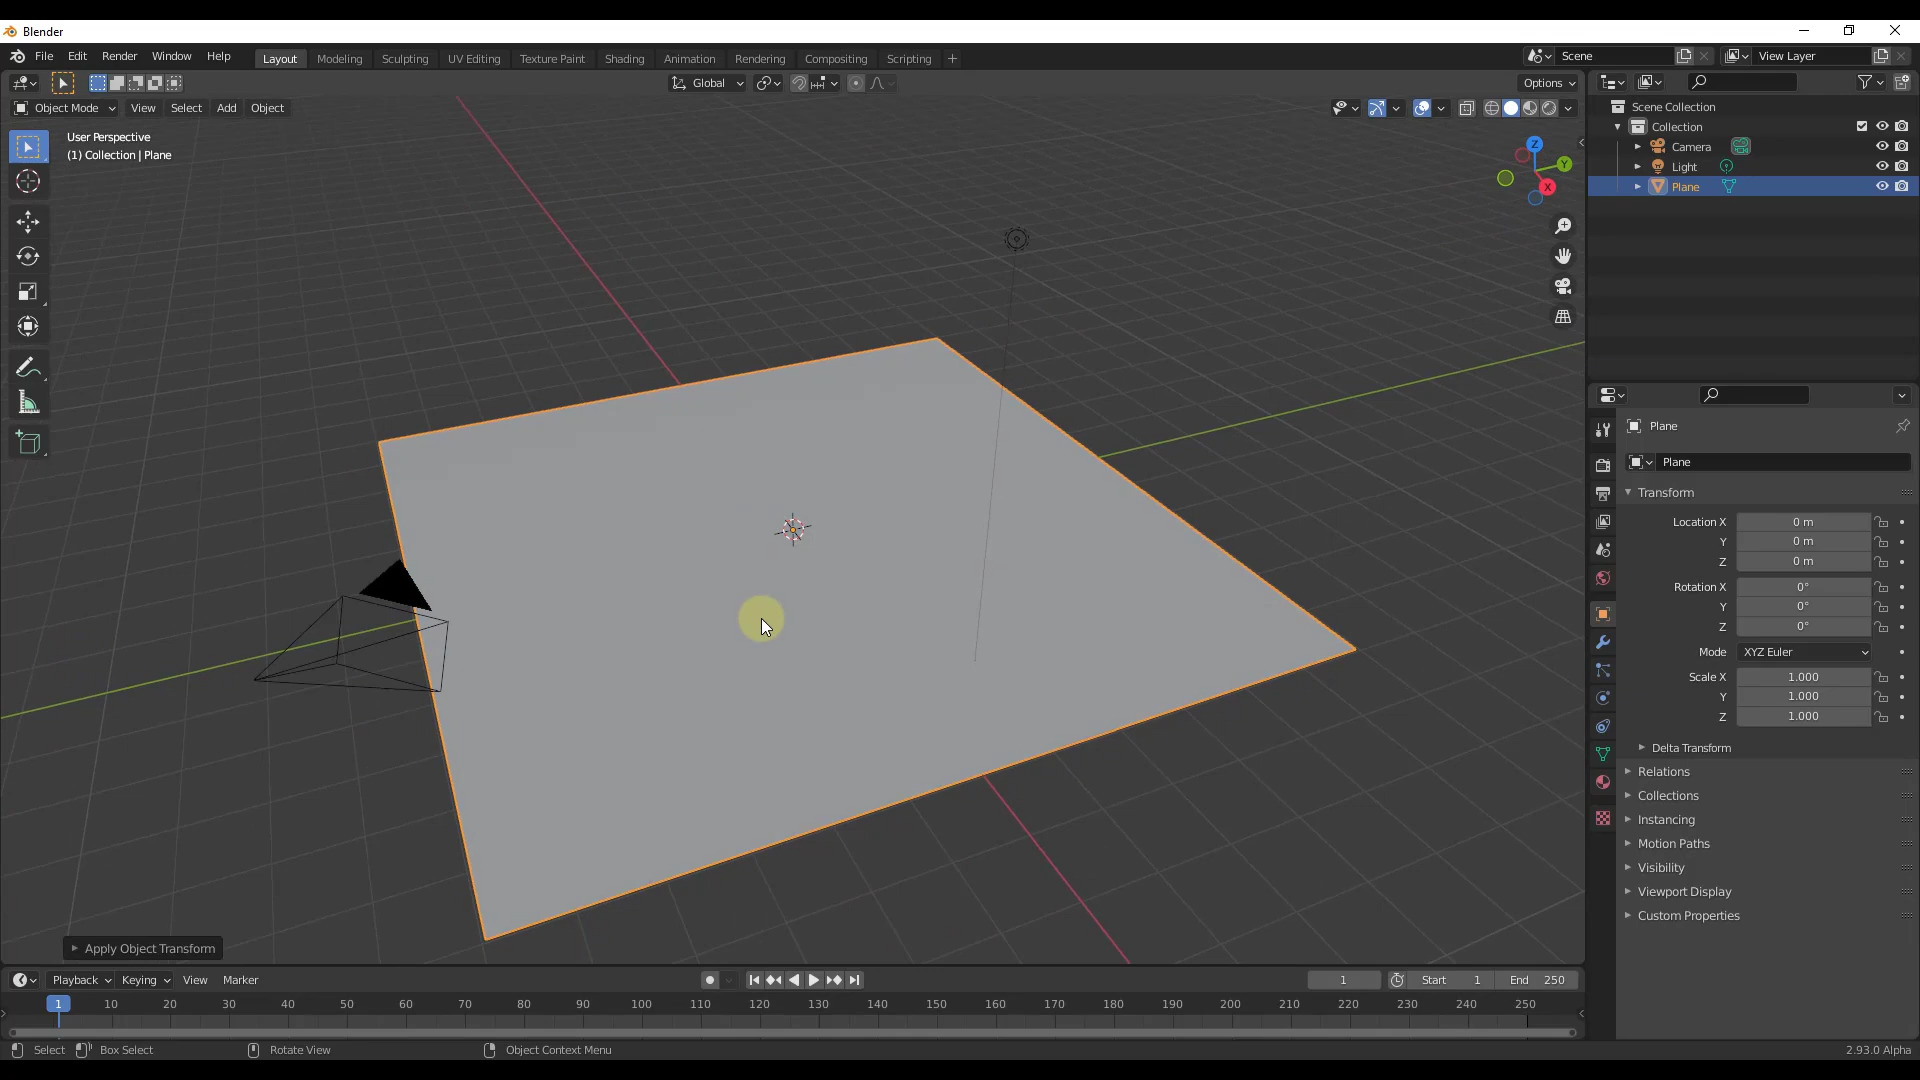 Blender
File Edit Render Window Help Layout Modeling Sculpting UV Editing Texture Paint Shading Animation Rendering Compositing Scripting + Scene View Layer
Global Options
Object Mode View Select Add Object
User Perspective
(1) Collection | Plane
Z
Y
X
Scene Collection
Collection
Camera
Light
Plane
Plane
Plane
Transform
Location X 0 m
Y 0 m
Z 0 m
Rotation X 0°
Y 0°
Z 0°
Mode XYZ Euler
Scale X 1.000
Y 1.000
Z 1.000
Delta Transform
Relations
Collections
Instancing
Motion Paths
Visibility
Viewport Display
Custom Properties
Apply Object Transform
Playback Keying View Marker 1 Start 1 End 250
1 10 20 30 40 50 60 70 80 90 100 110 120 130 140 150 160 170 180 190 200 210 220 230 240 250
Select Box Select Rotate View Object Context Menu 2.93.0 Alpha